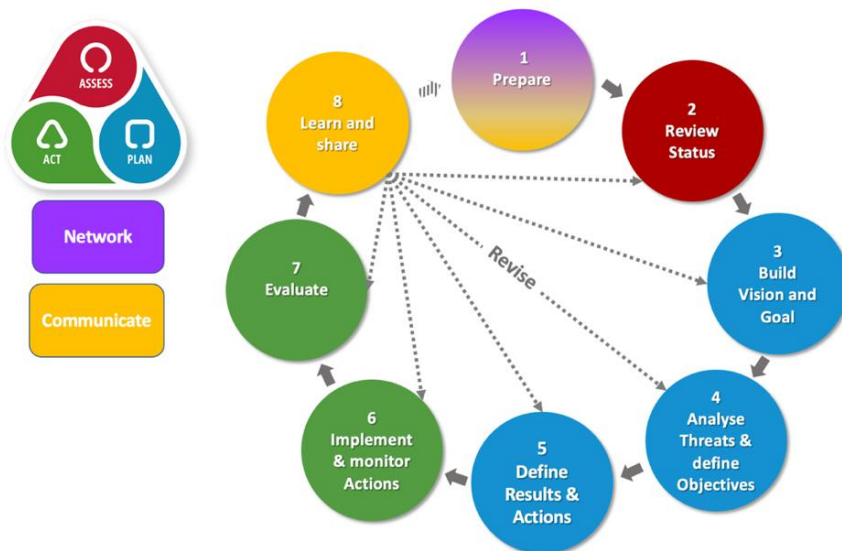 ASSESS
ACT
PLAN
Network
Communicate
1
Prepare
2
Review
Status
3
Build
Vision and
Goal
4
Analyse
Threats &
define
Objectives
5
Define
Results &
Actions
6
Implement
& monitor
Actions
7
Evaluate
8
Learn and
share
Revise